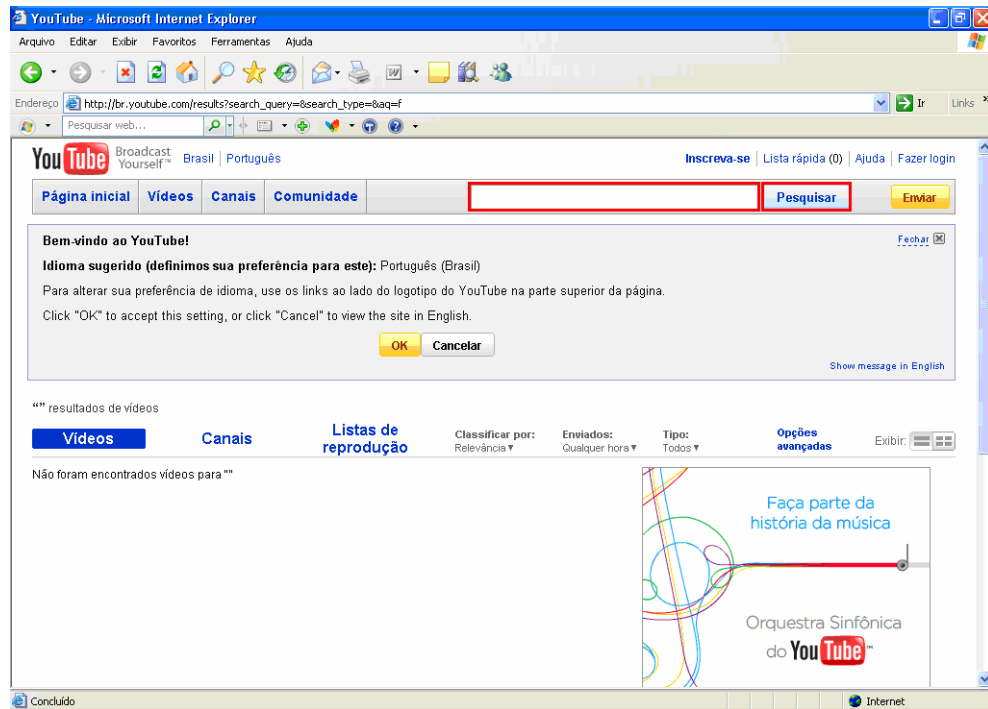 YouTube - Microsoft Internet Explorer
Arquivo Editar Exibir Favoritos Ferramentas Ajuda
Endereço http://br.youtube.com/results?search_query=&search_type=&aq=f Ir Links »
Pesquisar web...
YouTube Broadcast Yourself™ Brasil | Português Inscreva-se | Lista rápida (0) | Ajuda | Fazer login
Página inicial Vídeos Canais Comunidade Pesquisar Enviar
Bem-vindo ao YouTube! Fechar
Idioma sugerido (definimos sua preferência para este): Português (Brasil)
Para alterar sua preferência de idioma, use os links ao lado do logotipo do YouTube na parte superior da página.
Click "OK" to accept this setting, or click "Cancel" to view the site in English.
OK Cancelar
Show message in English
“” resultados de vídeos
Vídeos Canais Listas de reprodução Classificar por: Relevância ▾ Enviados: Qualquer hora ▾ Tipo: Todos ▾ Opções avançadas Exibir:
Não foram encontrados vídeos para ""
Faça parte da
história da música
Orquestra Sinfônica
do YouTube™
Concluído Internet